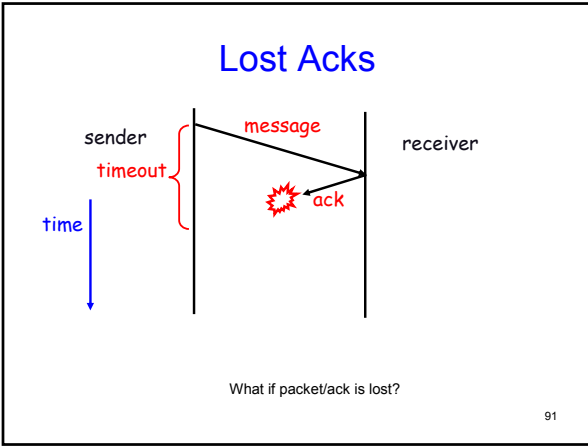 Lost Acks
message
sender
receiver
timeout
ack
time
What if packet/ack is lost?
91